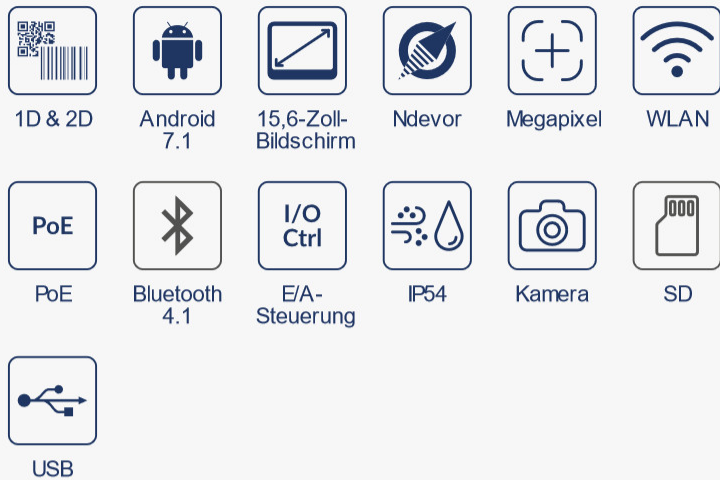 1D & 2D
Android
7.1
15,6-Zoll-
Bildschirm
Ndevor
Megapixel
WLAN
PoE
PoE
Bluetooth
4.1
I/O
Ctrl
E/A-
Steuerung
IP54
Kamera
SD
USB